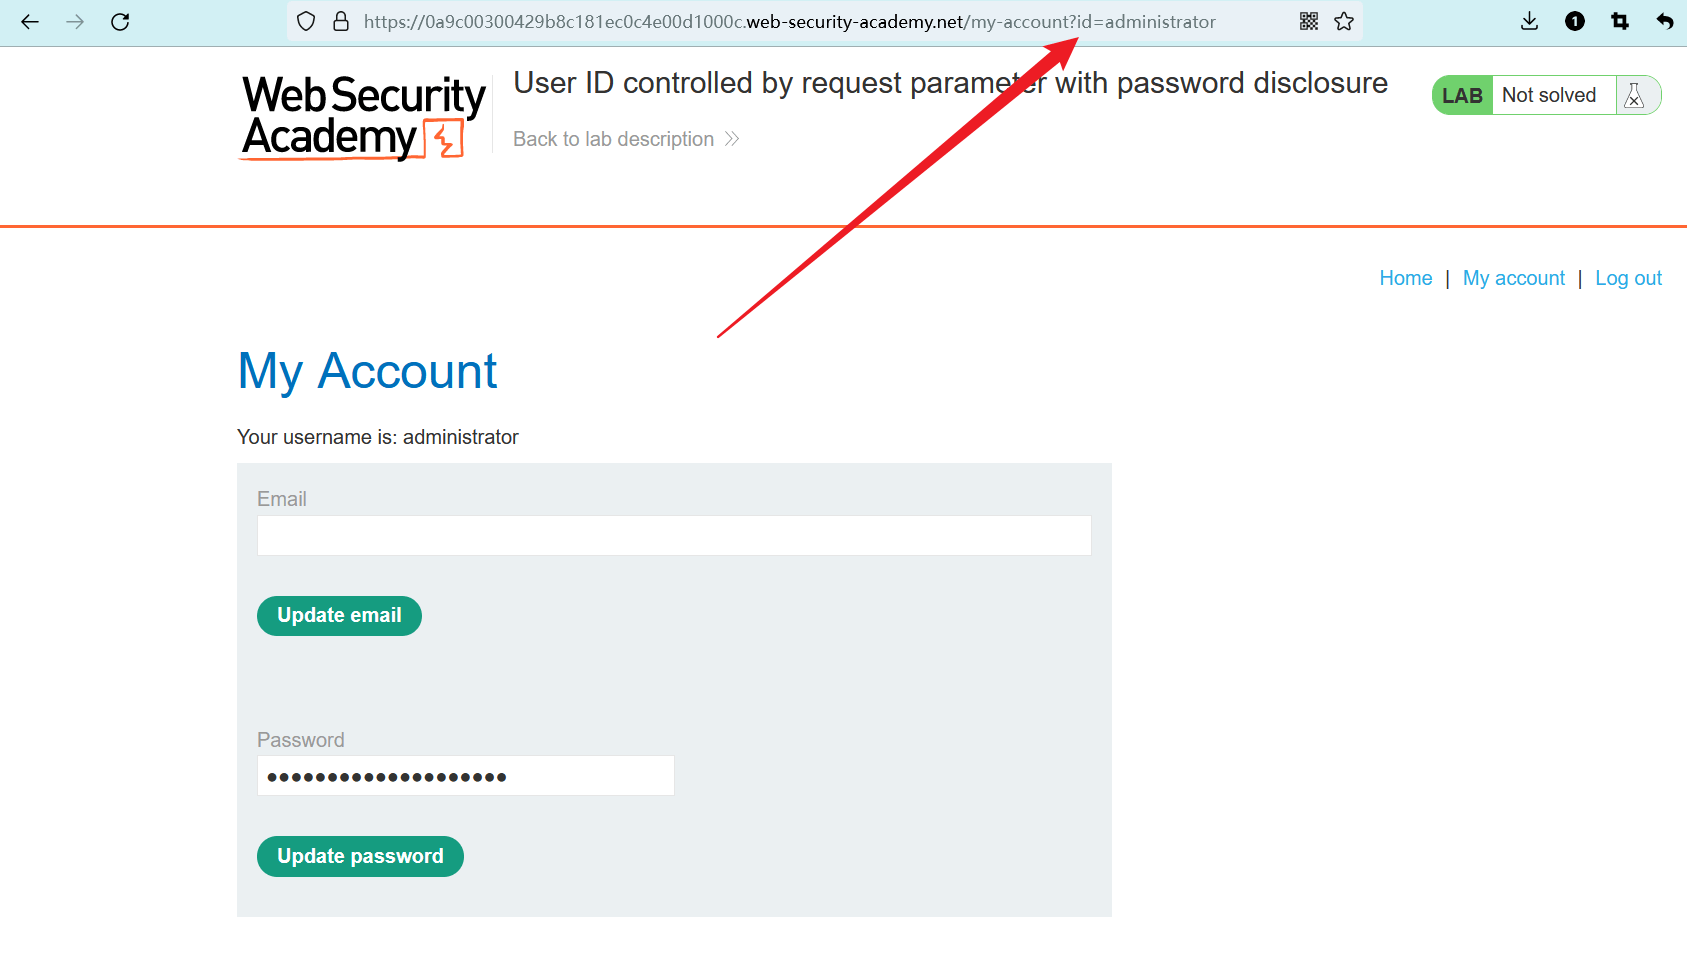 https://0a9c00300429b8c181ec0c4e00d1000c.web-security-academy.net/my-account?id=administrator
1
Web Security
Academy
User ID controlled by request parameter with password disclosure
Back to lab description
LAB Not solved
Home | My account | Log out
My Account
Your username is: administrator
Email
Update email
Password
●●●●●●●●●●●●●●●●●●●●
Update password